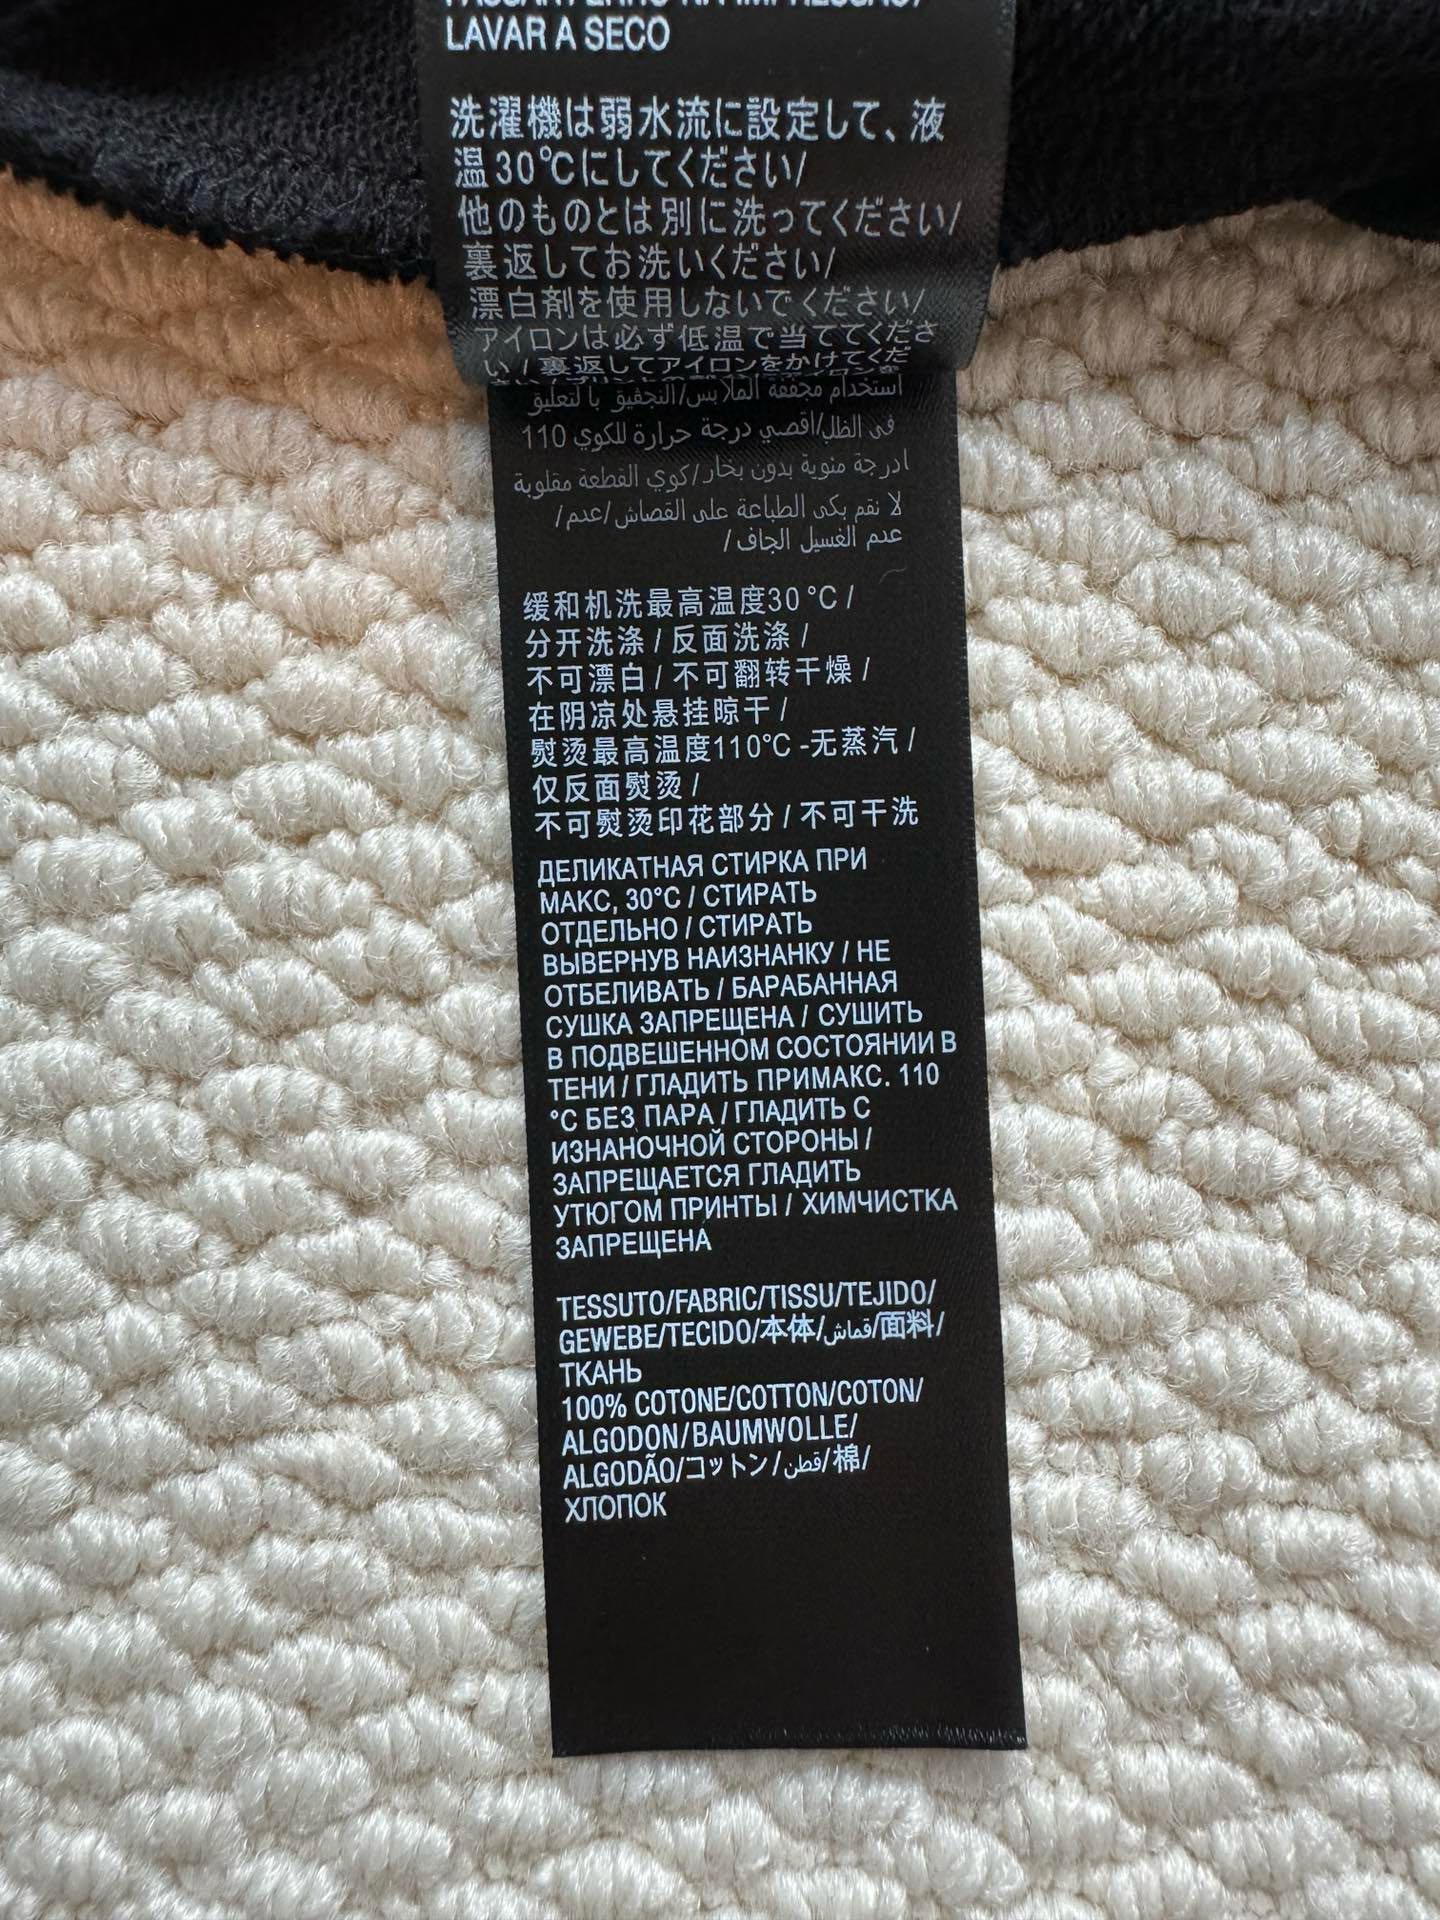 LAVAR A SECO
洗濯機は弱水流に設定して、液
温30℃にしてください/
他のものとは別に洗ってください/
裏返してお洗いください/
漂白剤を使用しないでください/
アイロンは必ず低温で当ててくださ
い/裏返してアイロンをかけてくだ
استخدام مجففة الملابس/التجفيق بالتعليق
في الظل/اقصي درجة حرارة للكوي 110
ادرجة منوية بدون بخار/كوي القطعة مقلوبة
لا نقم بكى الطباعة على القصاش/عدم/
عدم الغسيل الجاف/
缓和机洗最高温度30°C/
分开洗涤/反面洗涤/
不可漂白/不可翻转干燥/
在阴凉处悬挂晾干/
熨烫最高温度110℃-无蒸汽/
仅反面熨烫/
不可熨烫印花部分/不可干洗
ДЕЛИКАТНАЯ СТИРКА ПРИ
МАКС, 30°C / СТИРАТЬ
ОТДЕЛЬНО / СТИРАТЬ
ВЫВЕРНУВ НАИЗНАНКУ / НЕ
ОТБЕЛИВАТЬ / БАРАБАННАЯ
СУШКА ЗАПРЕЩЕНА / СУШИТЬ
В ПОДВЕШЕННОМ СОСТОЯНИИ В
ТЕНИ / ГЛАДИТЬ ПРИМАКС. 110
°C БЕЗ ПАРА / ГЛАДИТЬ С
ИЗНАНОЧНОЙ СТОРОНЫ /
ЗАПРЕЩАЕТСЯ ГЛАДИТЬ
УТЮГОМ ПРИНТЫ / ХИМЧИСТКА
ЗАПРЕЩЕНА
TESSUTO/FABRIC/TISSU/TEJIDO/
GEWEBE/TECIDO/本体/قماش/面料/
ТКАНЬ
100% COTONE/COTTON/COTON/
ALGODON/BAUMWOLLE/
ALGODÃO/コットン/قطن/棉/
ХЛОПОК